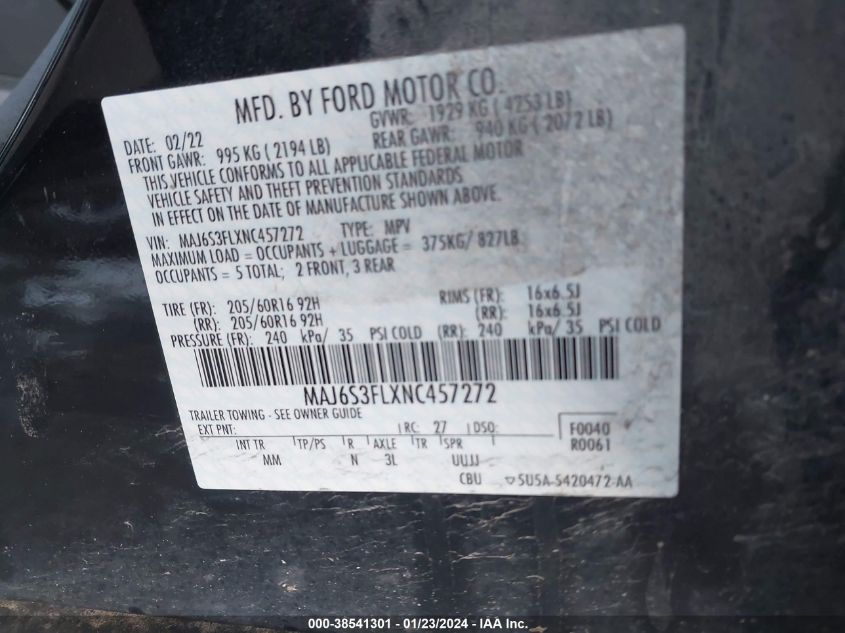 MFD. BY FORD MOTOR CO.
DATE: 02/22 GVWR: 1929 KG ( 4253 LB)
FRONT GAWR: 995 KG ( 2194 LB) REAR GAWR: 940 KG ( 2072 LB)
THIS VEHICLE CONFORMS TO ALL APPLICABLE FEDERAL MOTOR
VEHICLE SAFETY AND THEFT PREVENTION STANDARDS
IN EFFECT ON THE DATE OF MANUFACTURE SHOWN ABOVE.
VIN: MAJ6S3FLXNC457272 TYPE: MPV
MAXIMUM LOAD = OCCUPANTS + LUGGAGE = 375KG/ 827LB
OCCUPANTS = 5 TOTAL; 2 FRONT, 3 REAR
TIRE (FR): 205/60R16 92H RIMS (FR): 16x6.5J
(RR): 205/60R16 92H (RR): 16x6.5J
PRESSURE (FR): 240 kPa/ 35 PSI COLD (RR): 240 kPa/ 35 PSI COLD
MAJ6S3FLXNC457272
TRAILER TOWING - SEE OWNER GUIDE
EXT PNT: RC: 27 DSO: F0040
INT TR TP/PS R AXLE TR SPR R0061
MM N 3L UUJJ
CBU 5U5A-5420472-AA
000-38541301 - 01/23/2024 - IAA Inc.